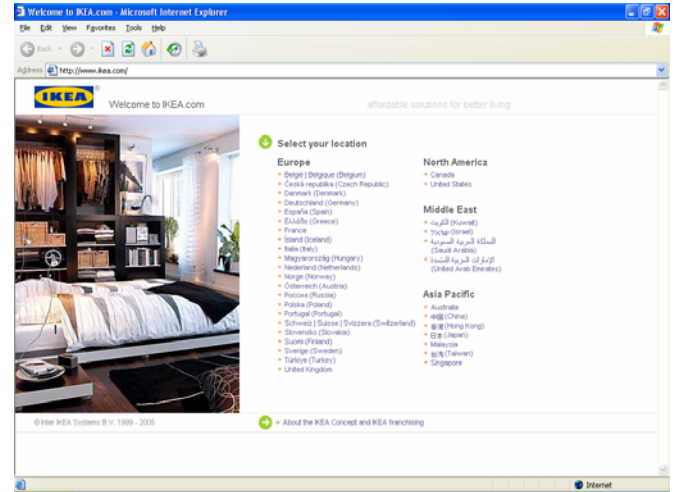 Welcome to IKEA.com - Microsoft Internet Explorer
File Edit View Favorites Tools Help
Back
Address http://www.ikea.com/
IKEA
Welcome to IKEA.com
affordable solutions for better living
Select your location
Europe
België | Belgique (Belgium)
Česká republika (Czech Republic)
Danmark (Denmark)
Deutschland (Germany)
España (Spain)
Ελλάδα (Greece)
France
Ísland (Iceland)
Italia (Italy)
Magyarország (Hungary)
Nederland (Netherlands)
Norge (Norway)
Österreich (Austria)
Россия (Russia)
Polska (Poland)
Portugal (Portugal)
Schweiz | Suisse | Svizzera (Switzerland)
Slovensko (Slovakia)
Suomi (Finland)
Sverige (Sweden)
Türkiye (Turkey)
United Kingdom
North America
Canada
United States
Middle East
الكويت (Kuwait)
ישראל (Israel)
المملكة العربية السعودية
(Saudi Arabia)
الإمارات العربية المتحدة
(United Arab Emirates)
Asia Pacific
Australia
中国 (China)
香港 (Hong Kong)
日本 (Japan)
Malaysia
台湾 (Taiwan)
Singapore
© Inter IKEA Systems B.V. 1999 - 2005
About the IKEA Concept and IKEA franchising
Internet